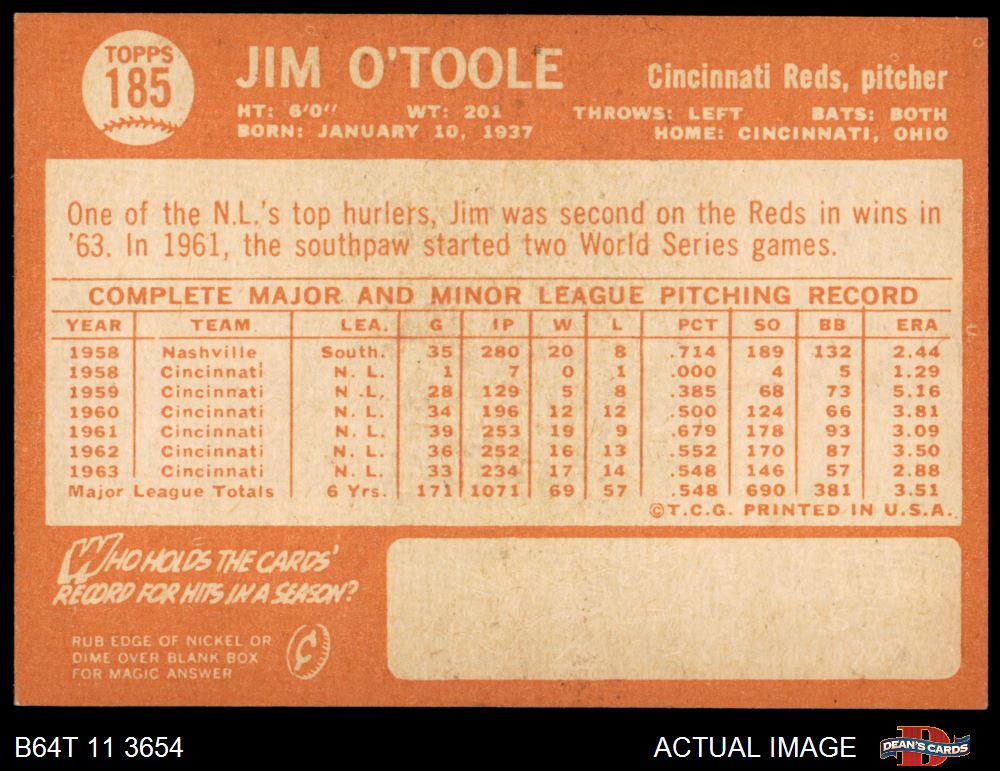 TOPPS
185
JIM O'TOOLE
Cincinnati Reds, pitcher
HT: 6'0" WT: 201 THROWS: LEFT BATS: BOTH
BORN: JANUARY 10, 1937 HOME: CINCINNATI, OHIO
One of the N.L.'s top hurlers, Jim was second on the Reds in wins in
'63. In 1961, the southpaw started two World Series games.
COMPLETE MAJOR AND MINOR LEAGUE PITCHING RECORD
YEAR TEAM LEA. G IP W L PCT SO BB ERA
1958 Nashville South. 35 280 20 8 .714 189 132 2.44
1958 Cincinnati N. L. 1 7 0 1 .000 4 5 1.29
1959 Cincinnati N .L, 28 129 5 8 .385 68 73 5.16
1960 Cincinnati N. L. 34 196 12 12 .500 124 66 3.81
1961 Cincinnati N. L. 39 253 19 9 .679 178 93 3.09
1962 Cincinnati N. L. 36 252 16 13 .552 170 87 3.50
1963 Cincinnati N. L. 33 234 17 14 .548 146 57 2.88
Major League Totals 6 Yrs. 171 1071 69 57 .548 690 381 3.51
©T.C.G. PRINTED IN U.S.A.
WHO HOLDS THE CARDS'
RECORD FOR HITS IN A SEASON?
RUB EDGE OF NICKEL OR
DIME OVER BLANK BOX
FOR MAGIC ANSWER
B64T 11 3654
ACTUAL IMAGE
DEAN'S CARDS